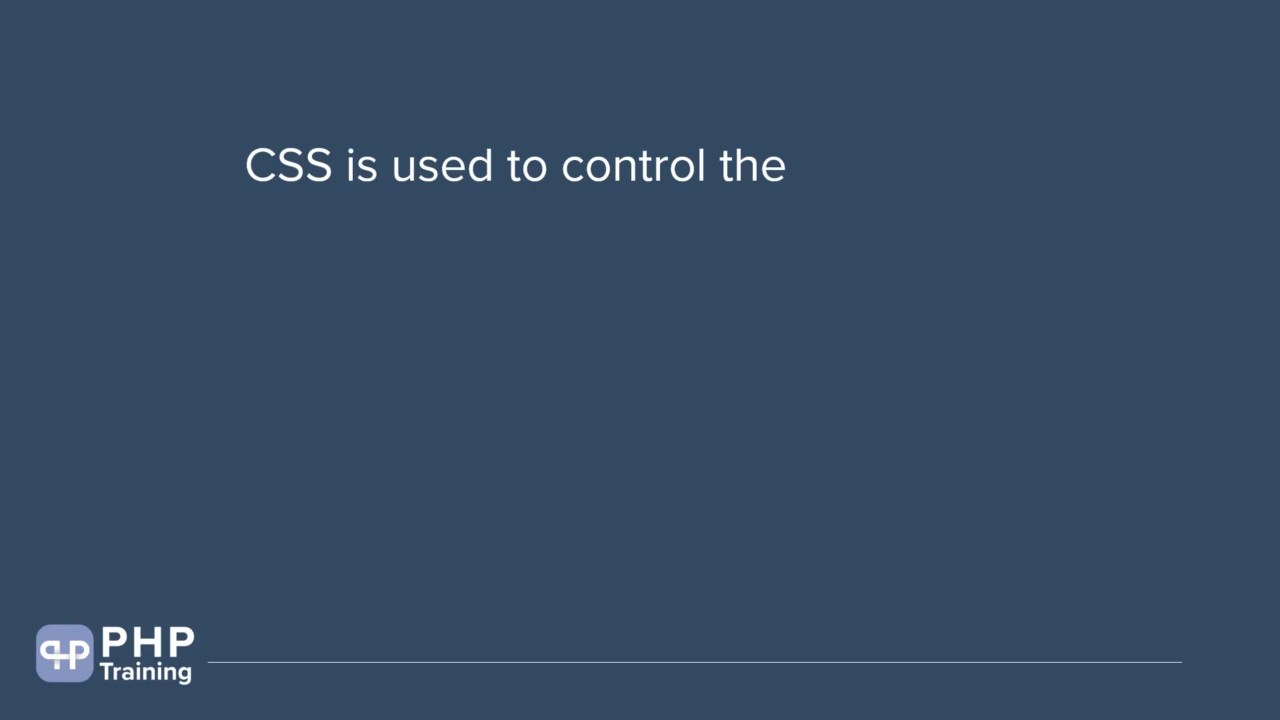 CSS is used to control the
PHP
Training